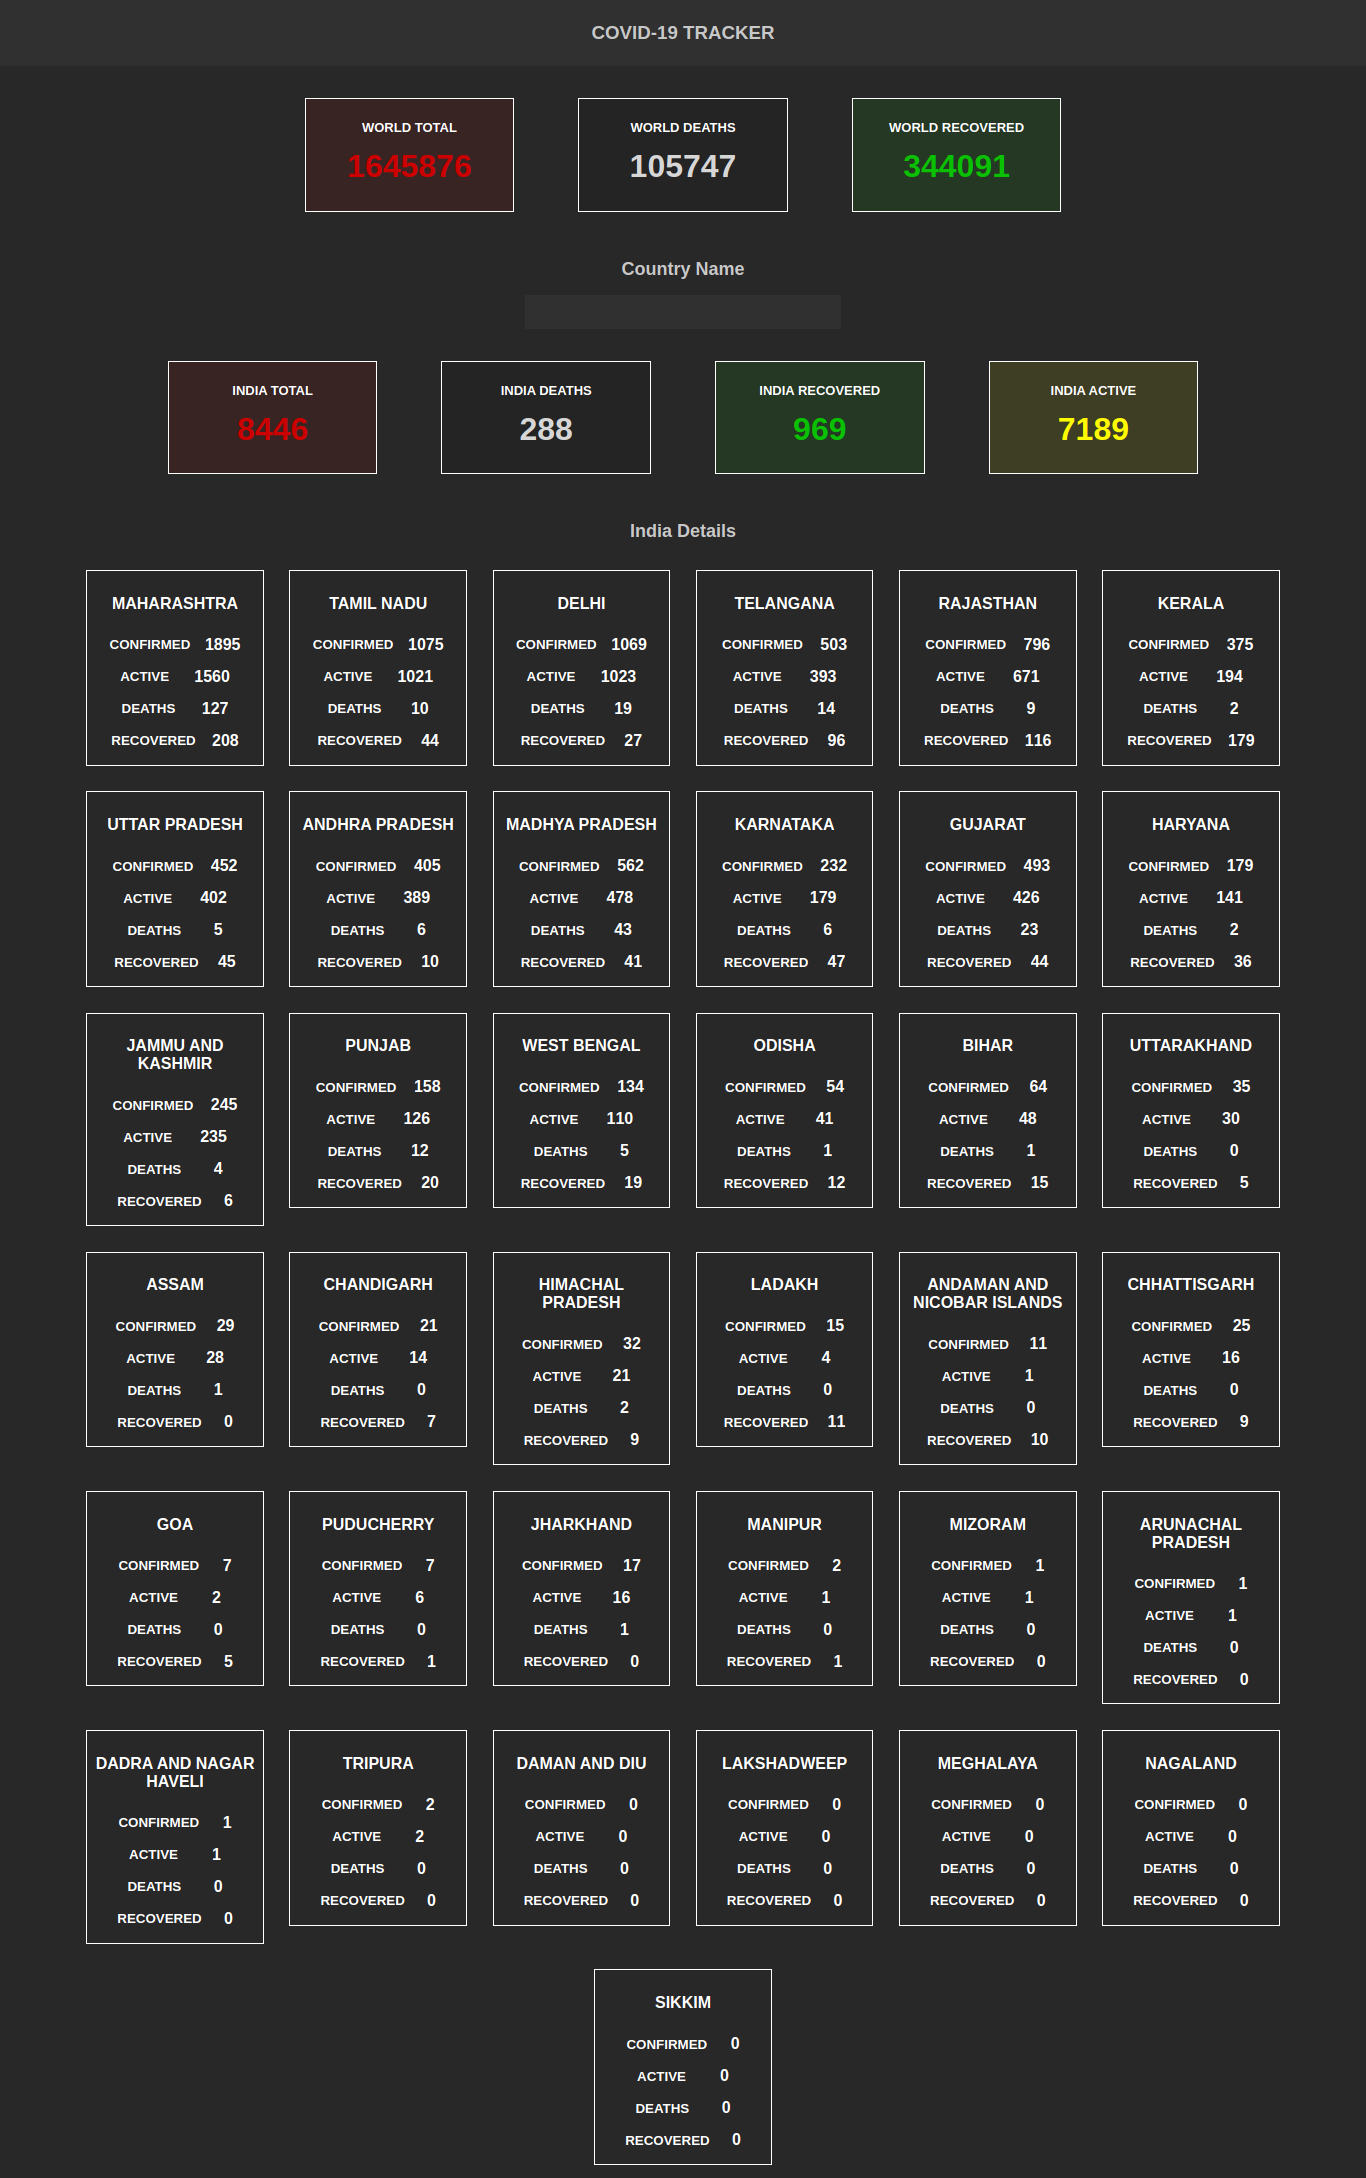 COVID-19 TRACKER
WORLD TOTAL
1645876
WORLD DEATHS
105747
WORLD RECOVERED
344091
Country Name
INDIA TOTAL
8446
INDIA DEATHS
288
INDIA RECOVERED
969
INDIA ACTIVE
7189
India Details
MAHARASHTRA
CONFIRMED 1895
ACTIVE 1560
DEATHS 127
RECOVERED 208
TAMIL NADU
CONFIRMED 1075
ACTIVE 1021
DEATHS 10
RECOVERED 44
DELHI
CONFIRMED 1069
ACTIVE 1023
DEATHS 19
RECOVERED 27
TELANGANA
CONFIRMED 503
ACTIVE 393
DEATHS 14
RECOVERED 96
RAJASTHAN
CONFIRMED 796
ACTIVE 671
DEATHS 9
RECOVERED 116
KERALA
CONFIRMED 375
ACTIVE 194
DEATHS 2
RECOVERED 179
UTTAR PRADESH
CONFIRMED 452
ACTIVE 402
DEATHS 5
RECOVERED 45
ANDHRA PRADESH
CONFIRMED 405
ACTIVE 389
DEATHS 6
RECOVERED 10
MADHYA PRADESH
CONFIRMED 562
ACTIVE 478
DEATHS 43
RECOVERED 41
KARNATAKA
CONFIRMED 232
ACTIVE 179
DEATHS 6
RECOVERED 47
GUJARAT
CONFIRMED 493
ACTIVE 426
DEATHS 23
RECOVERED 44
HARYANA
CONFIRMED 179
ACTIVE 141
DEATHS 2
RECOVERED 36
JAMMU AND
KASHMIR
CONFIRMED 245
ACTIVE 235
DEATHS 4
RECOVERED 6
PUNJAB
CONFIRMED 158
ACTIVE 126
DEATHS 12
RECOVERED 20
WEST BENGAL
CONFIRMED 134
ACTIVE 110
DEATHS 5
RECOVERED 19
ODISHA
CONFIRMED 54
ACTIVE 41
DEATHS 1
RECOVERED 12
BIHAR
CONFIRMED 64
ACTIVE 48
DEATHS 1
RECOVERED 15
UTTARAKHAND
CONFIRMED 35
ACTIVE 30
DEATHS 0
RECOVERED 5
ASSAM
CONFIRMED 29
ACTIVE 28
DEATHS 1
RECOVERED 0
CHANDIGARH
CONFIRMED 21
ACTIVE 14
DEATHS 0
RECOVERED 7
HIMACHAL
PRADESH
CONFIRMED 32
ACTIVE 21
DEATHS 2
RECOVERED 9
LADAKH
CONFIRMED 15
ACTIVE 4
DEATHS 0
RECOVERED 11
ANDAMAN AND
NICOBAR ISLANDS
CONFIRMED 11
ACTIVE 1
DEATHS 0
RECOVERED 10
CHHATTISGARH
CONFIRMED 25
ACTIVE 16
DEATHS 0
RECOVERED 9
GOA
CONFIRMED 7
ACTIVE 2
DEATHS 0
RECOVERED 5
PUDUCHERRY
CONFIRMED 7
ACTIVE 6
DEATHS 0
RECOVERED 1
JHARKHAND
CONFIRMED 17
ACTIVE 16
DEATHS 1
RECOVERED 0
MANIPUR
CONFIRMED 2
ACTIVE 1
DEATHS 0
RECOVERED 1
MIZORAM
CONFIRMED 1
ACTIVE 1
DEATHS 0
RECOVERED 0
ARUNACHAL
PRADESH
CONFIRMED 1
ACTIVE 1
DEATHS 0
RECOVERED 0
DADRA AND NAGAR
HAVELI
CONFIRMED 1
ACTIVE 1
DEATHS 0
RECOVERED 0
TRIPURA
CONFIRMED 2
ACTIVE 2
DEATHS 0
RECOVERED 0
DAMAN AND DIU
CONFIRMED 0
ACTIVE 0
DEATHS 0
RECOVERED 0
LAKSHADWEEP
CONFIRMED 0
ACTIVE 0
DEATHS 0
RECOVERED 0
MEGHALAYA
CONFIRMED 0
ACTIVE 0
DEATHS 0
RECOVERED 0
NAGALAND
CONFIRMED 0
ACTIVE 0
DEATHS 0
RECOVERED 0
SIKKIM
CONFIRMED 0
ACTIVE 0
DEATHS 0
RECOVERED 0